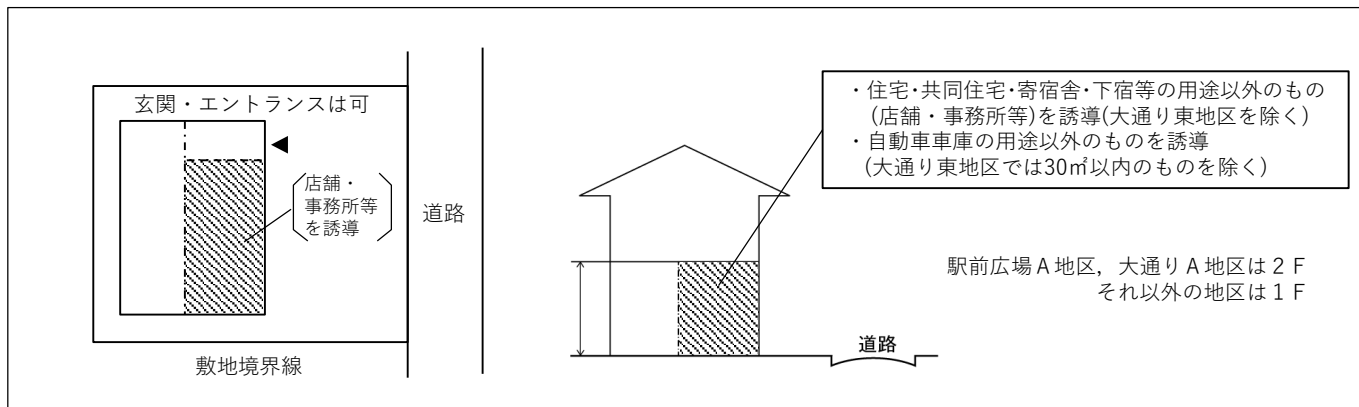 玄関・エントランスは可
店舗・
事務所等
を誘導
道路
敷地境界線
・住宅・共同住宅・寄宿舎・下宿等の用途以外のもの
(店舗・事務所等)を誘導(大通り東地区を除く)
・自動車車庫の用途以外のものを誘導
(大通り東地区では30㎡以内のものを除く)
駅前広場A地区，大通りA地区は２F
それ以外の地区は１F
道路